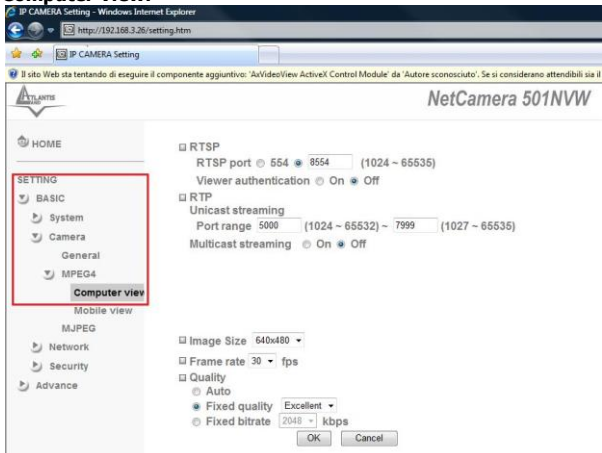 Computer view.
IP CAMERA Setting - Windows Internet Explorer
http://192.168.3.26/setting.htm
IP CAMERA Setting
Il sito Web sta tentando di eseguire il componente aggiuntivo: 'AxVideoView ActiveX Control Module' da 'Autore sconosciuto'. Se si considerano attendibili sia il
ATLANTIS
LAND
NetCamera 501NVW
HOME
SETTING
BASIC
System
Camera
General
MPEG4
Computer view
Mobile view
MJPEG
Network
Security
Advance
RTSP
RTSP port 554 8554 (1024 ~ 65535)
Viewer authentication On Off
RTP
Unicast streaming
Port range 5000 (1024 ~ 65532) ~ 7999 (1027 ~ 65535)
Multicast streaming On Off
Image Size 640x480
Frame rate 30 fps
Quality
Auto
Fixed quality Excellent
Fixed bitrate 2048 kbps
OK Cancel